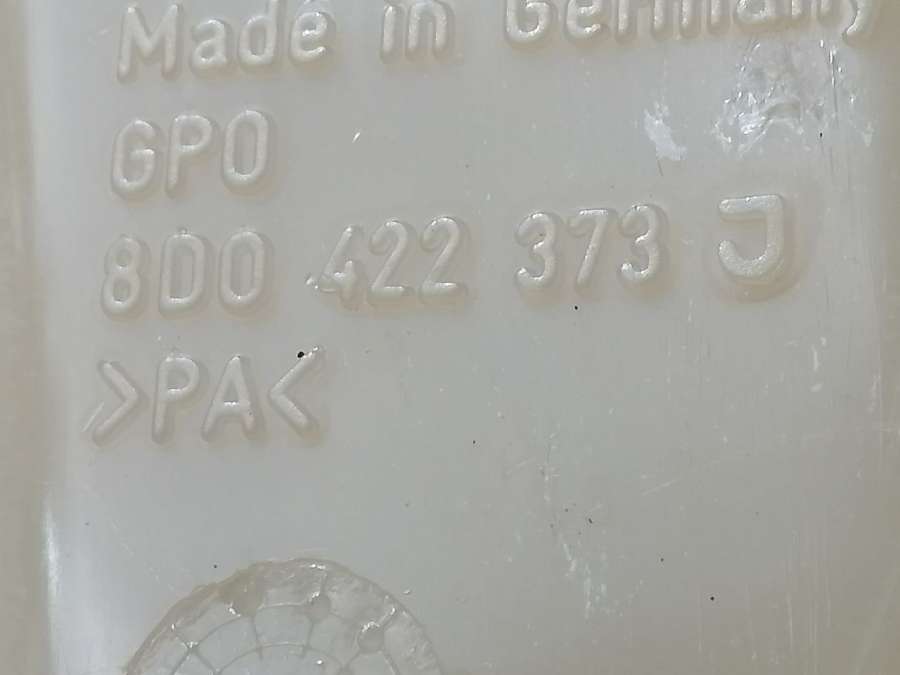 Made in Germany
GPO
8D0 422 373 J
>PA<